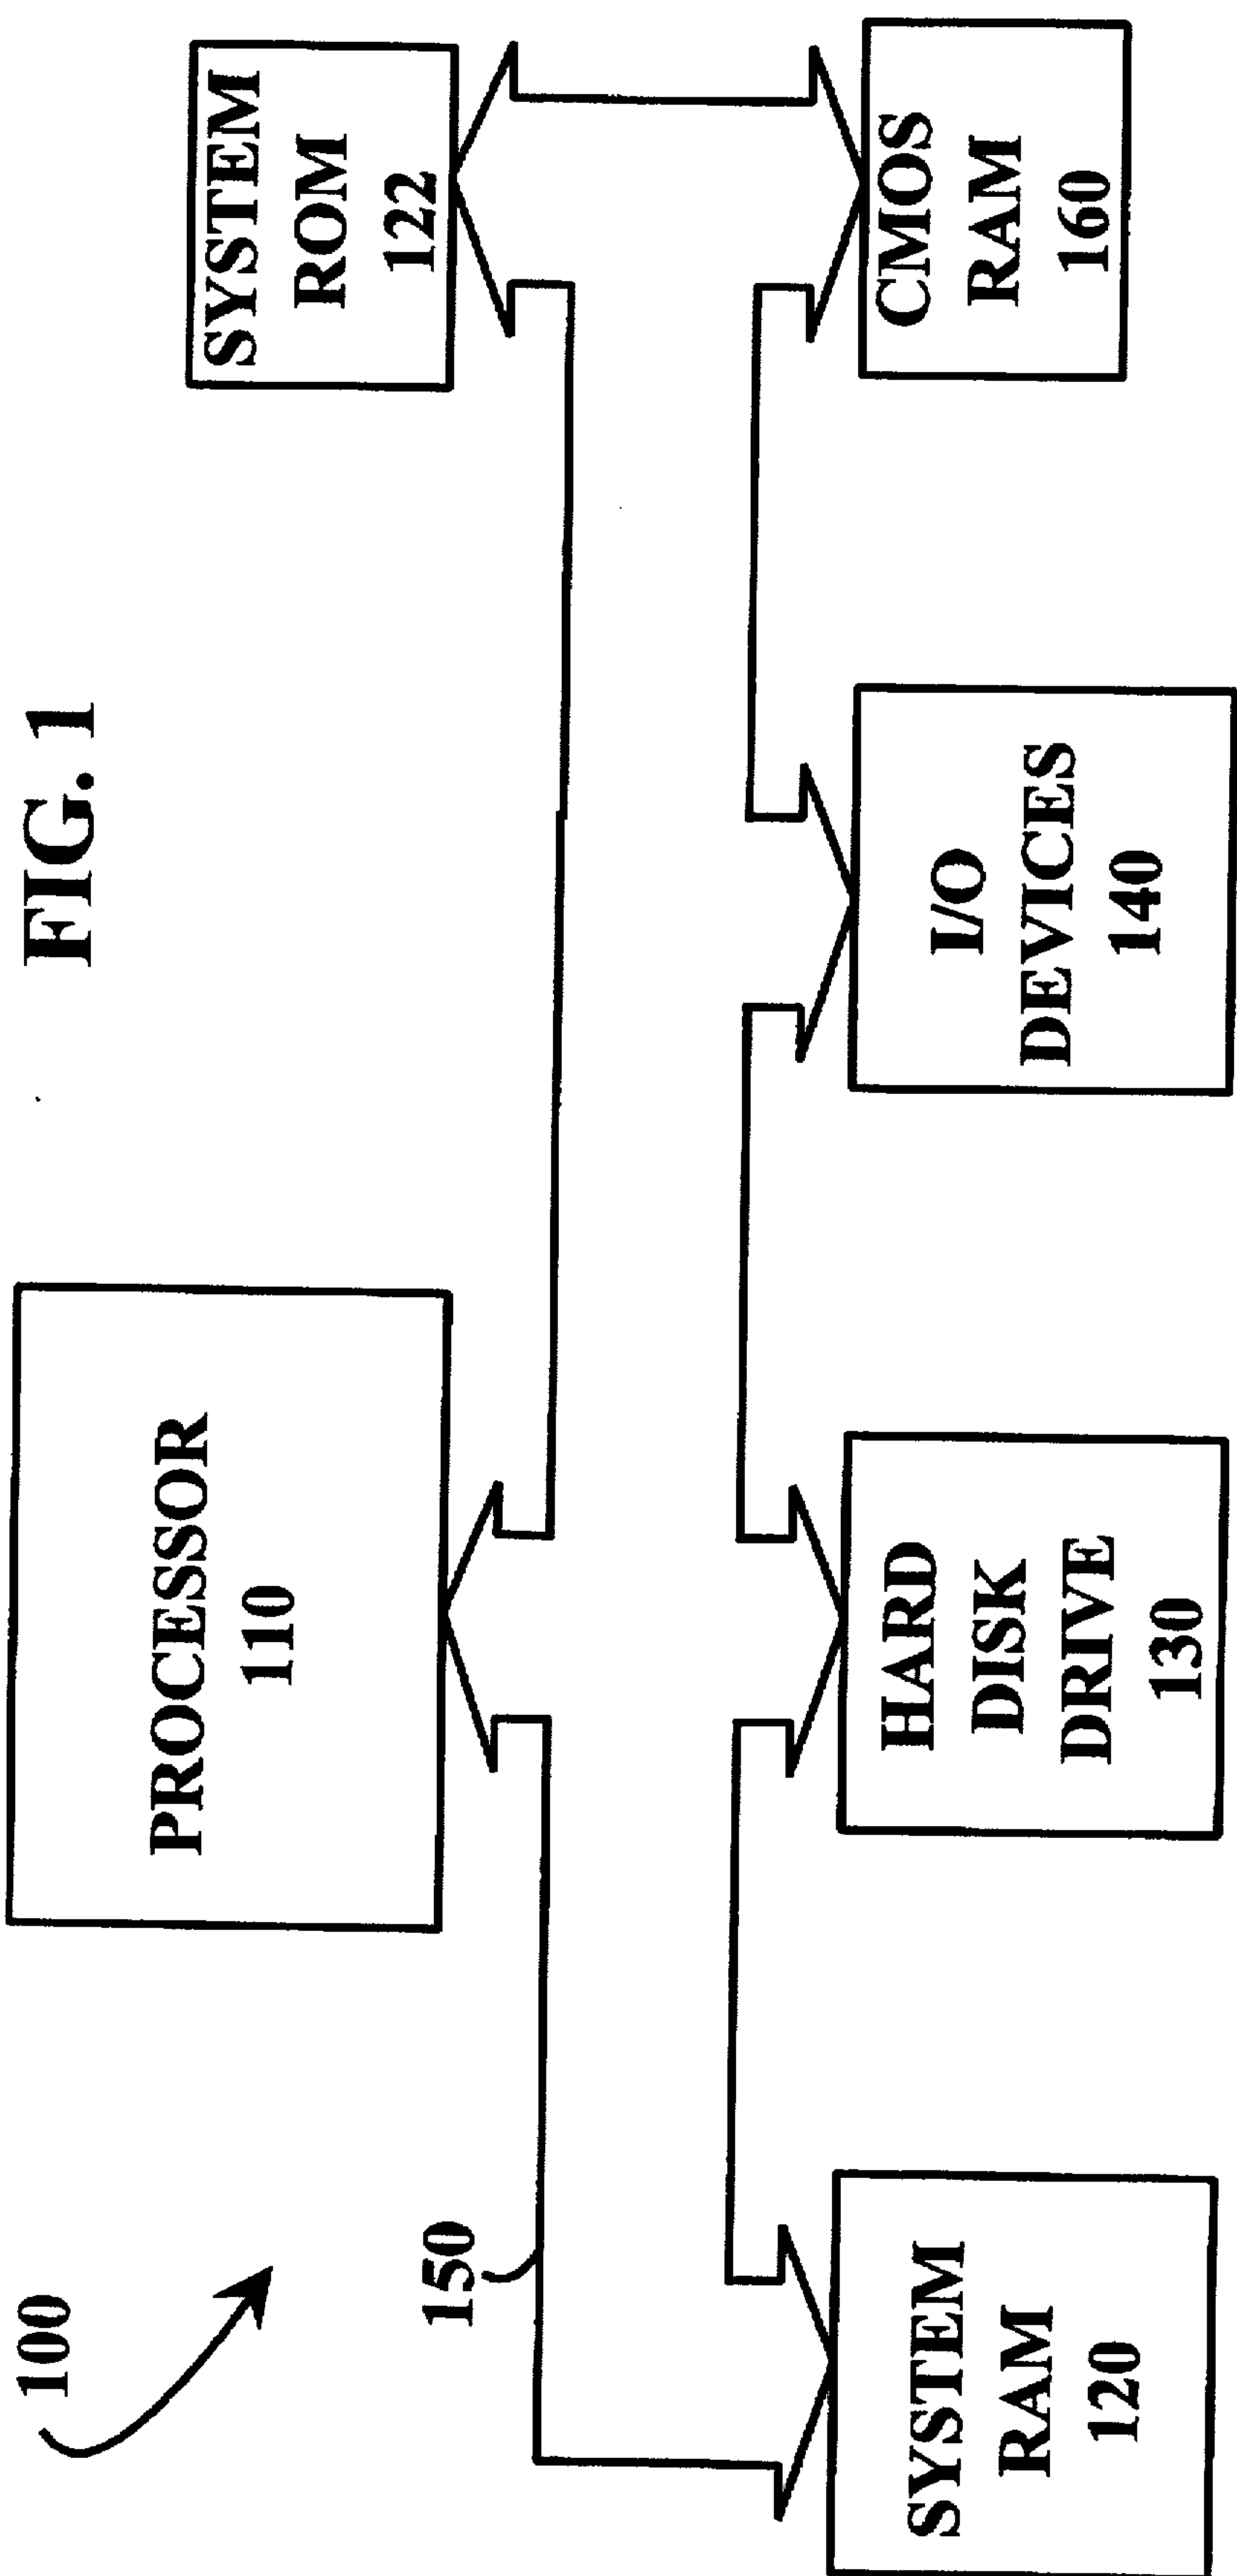 FIG. 1
100
PROCESSOR
110
SYSTEM
ROM
122
150
SYSTEM
RAM
120
HARD
DISK
DRIVE
130
I/O
DEVICES
140
CMOS
RAM
160